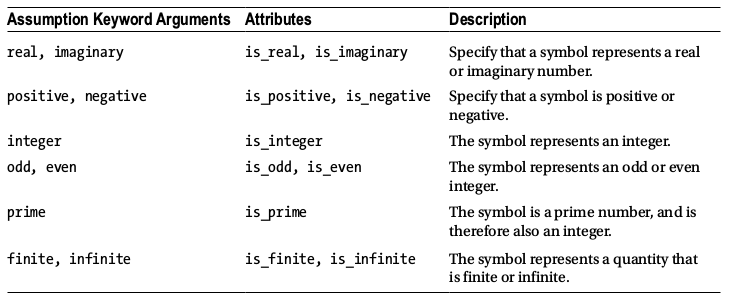 Assumption Keyword Arguments Attributes Description
real, imaginary is_real, is_imaginary Specify that a symbol represents a real
or imaginary number.
positive, negative is_positive, is_negative Specify that a symbol is positive or
negative.
integer is_integer The symbol represents an integer.
odd, even is_odd, is_even The symbol represents an odd or even
integer.
prime is_prime The symbol is a prime number, and is
therefore also an integer.
finite, infinite is_finite, is_infinite The symbol represents a quantity that
is finite or infinite.